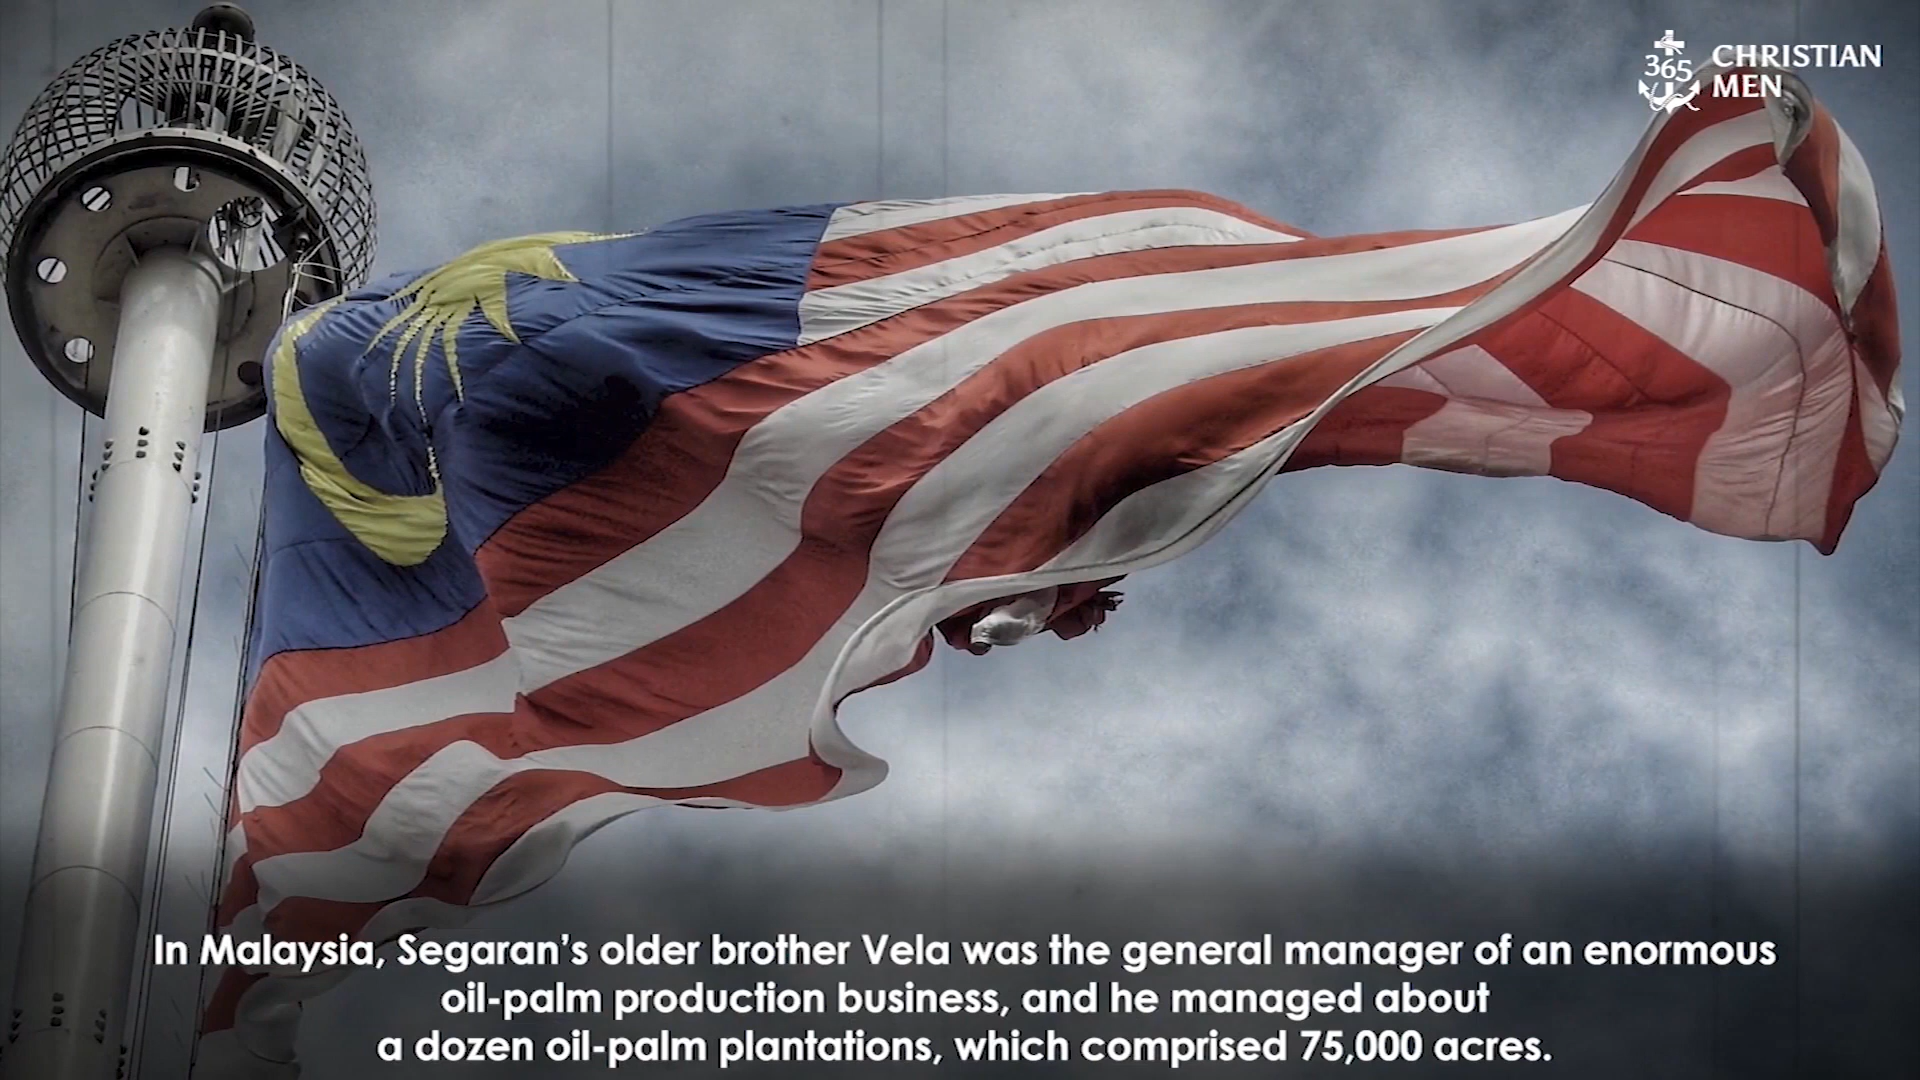 365
CHRISTIAN
MEN
In Malaysia, Segaran’s older brother Vela was the general manager of an enormous
oil-palm production business, and he managed about
a dozen oil-palm plantations, which comprised 75,000 acres.